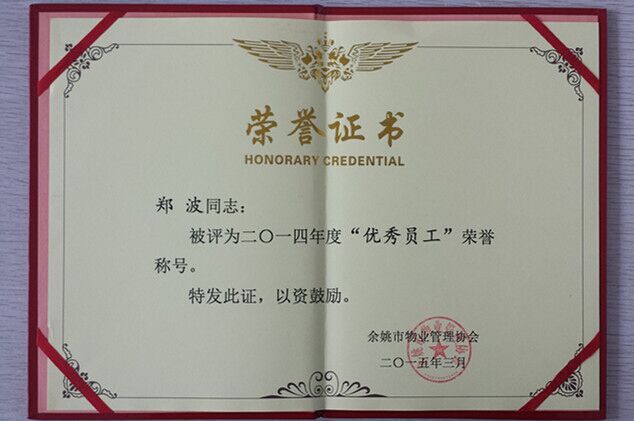 荣誉证书
HONORARY CREDENTIAL
郑 波同志：
被评为二〇一四年度“优秀员工”荣誉
称号。
特发此证，以资鼓励。
余姚市物业管理协会
二〇一五年三月